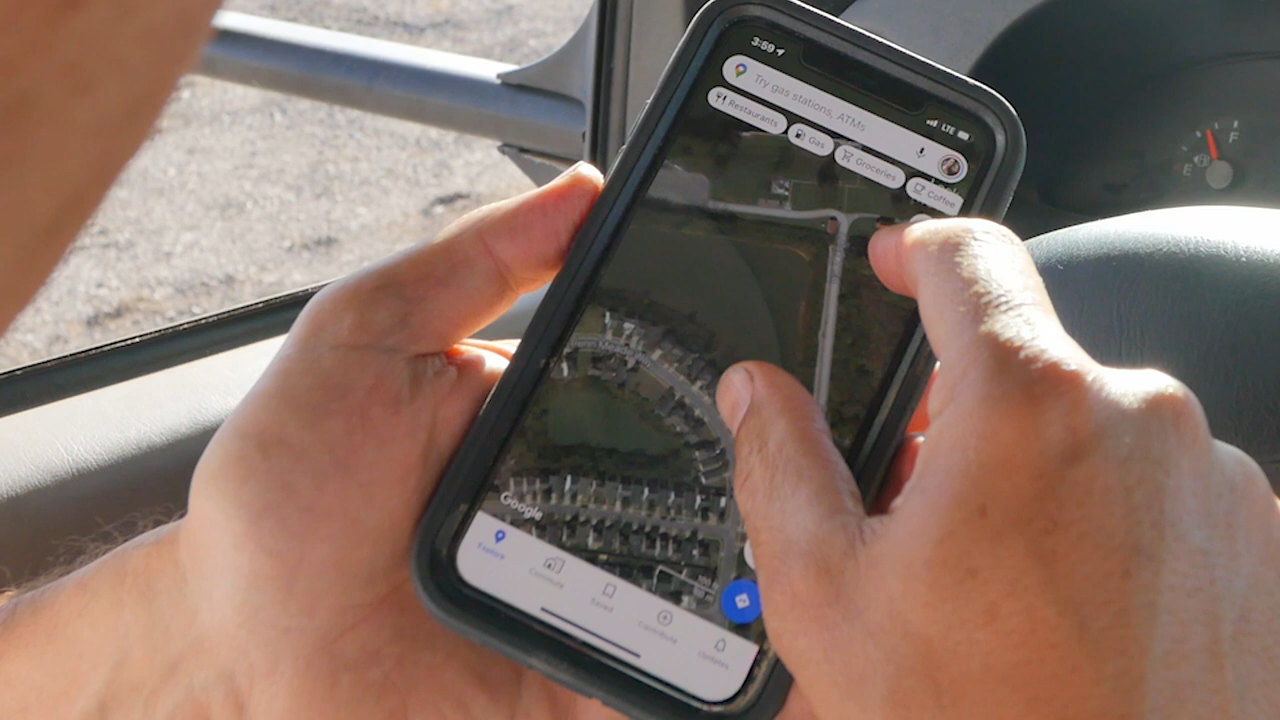 3:59
LTE
Try gas stations, ATMs
Restaurants
Gas
Groceries
Coffee
F
E
Google
Explore
Commute
Saved
Contribute
Updates